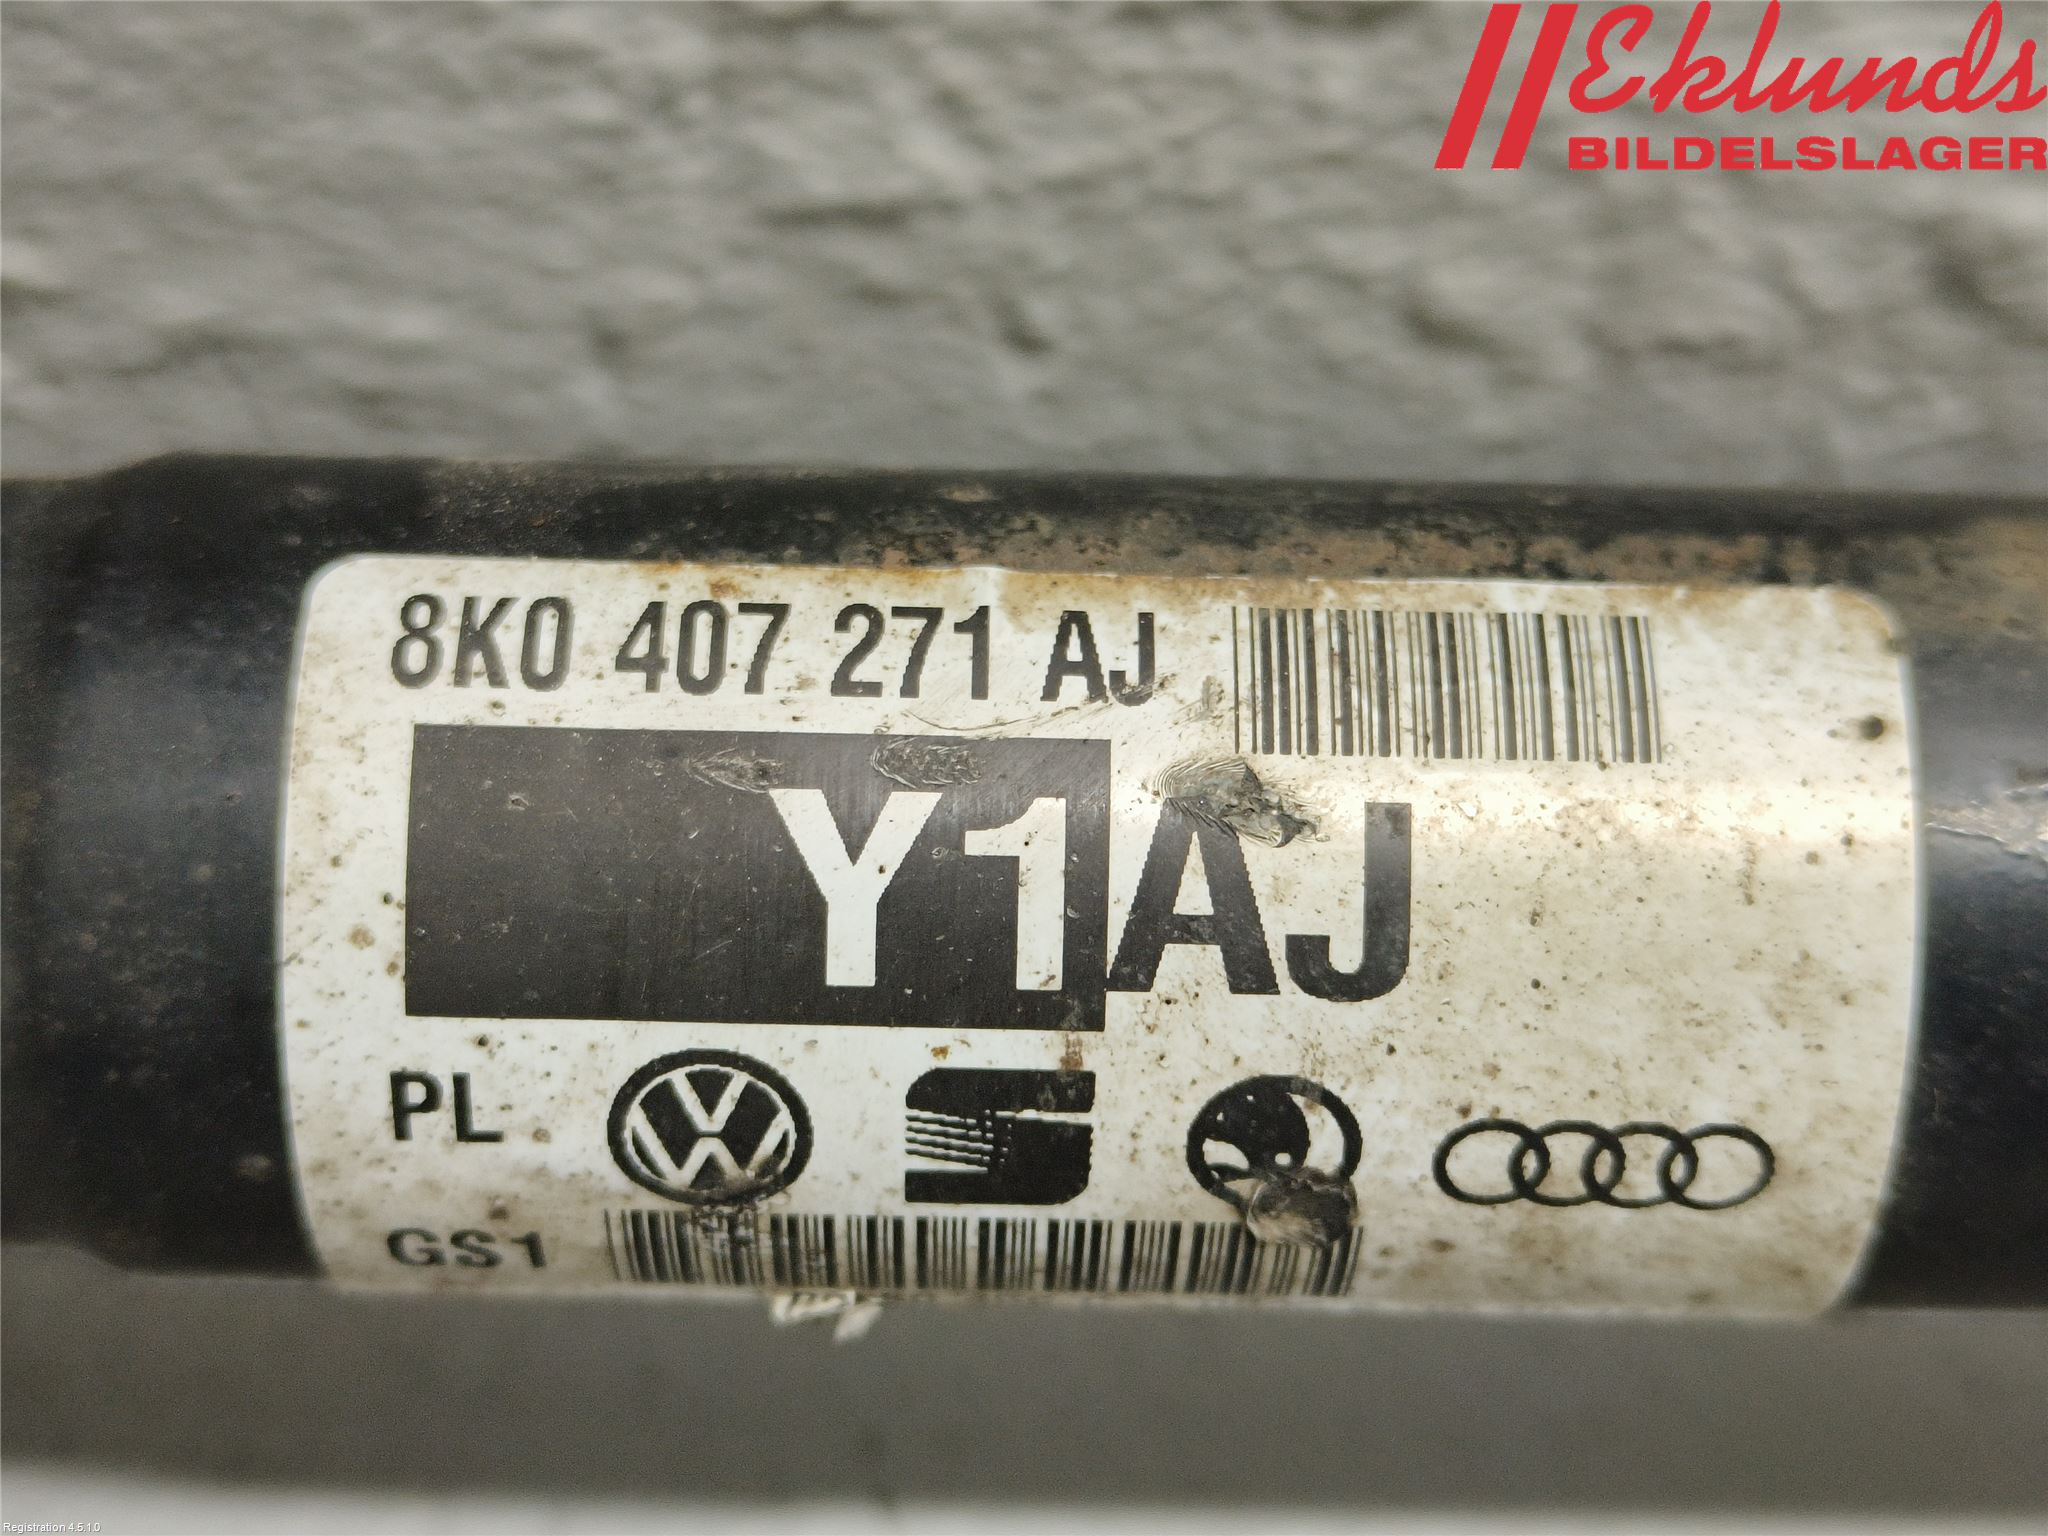 Eklunds
BILDELSLAGER
8K0 407 271 AJ
Y1AJ
PL
GS1
Registration 4.5.1.0